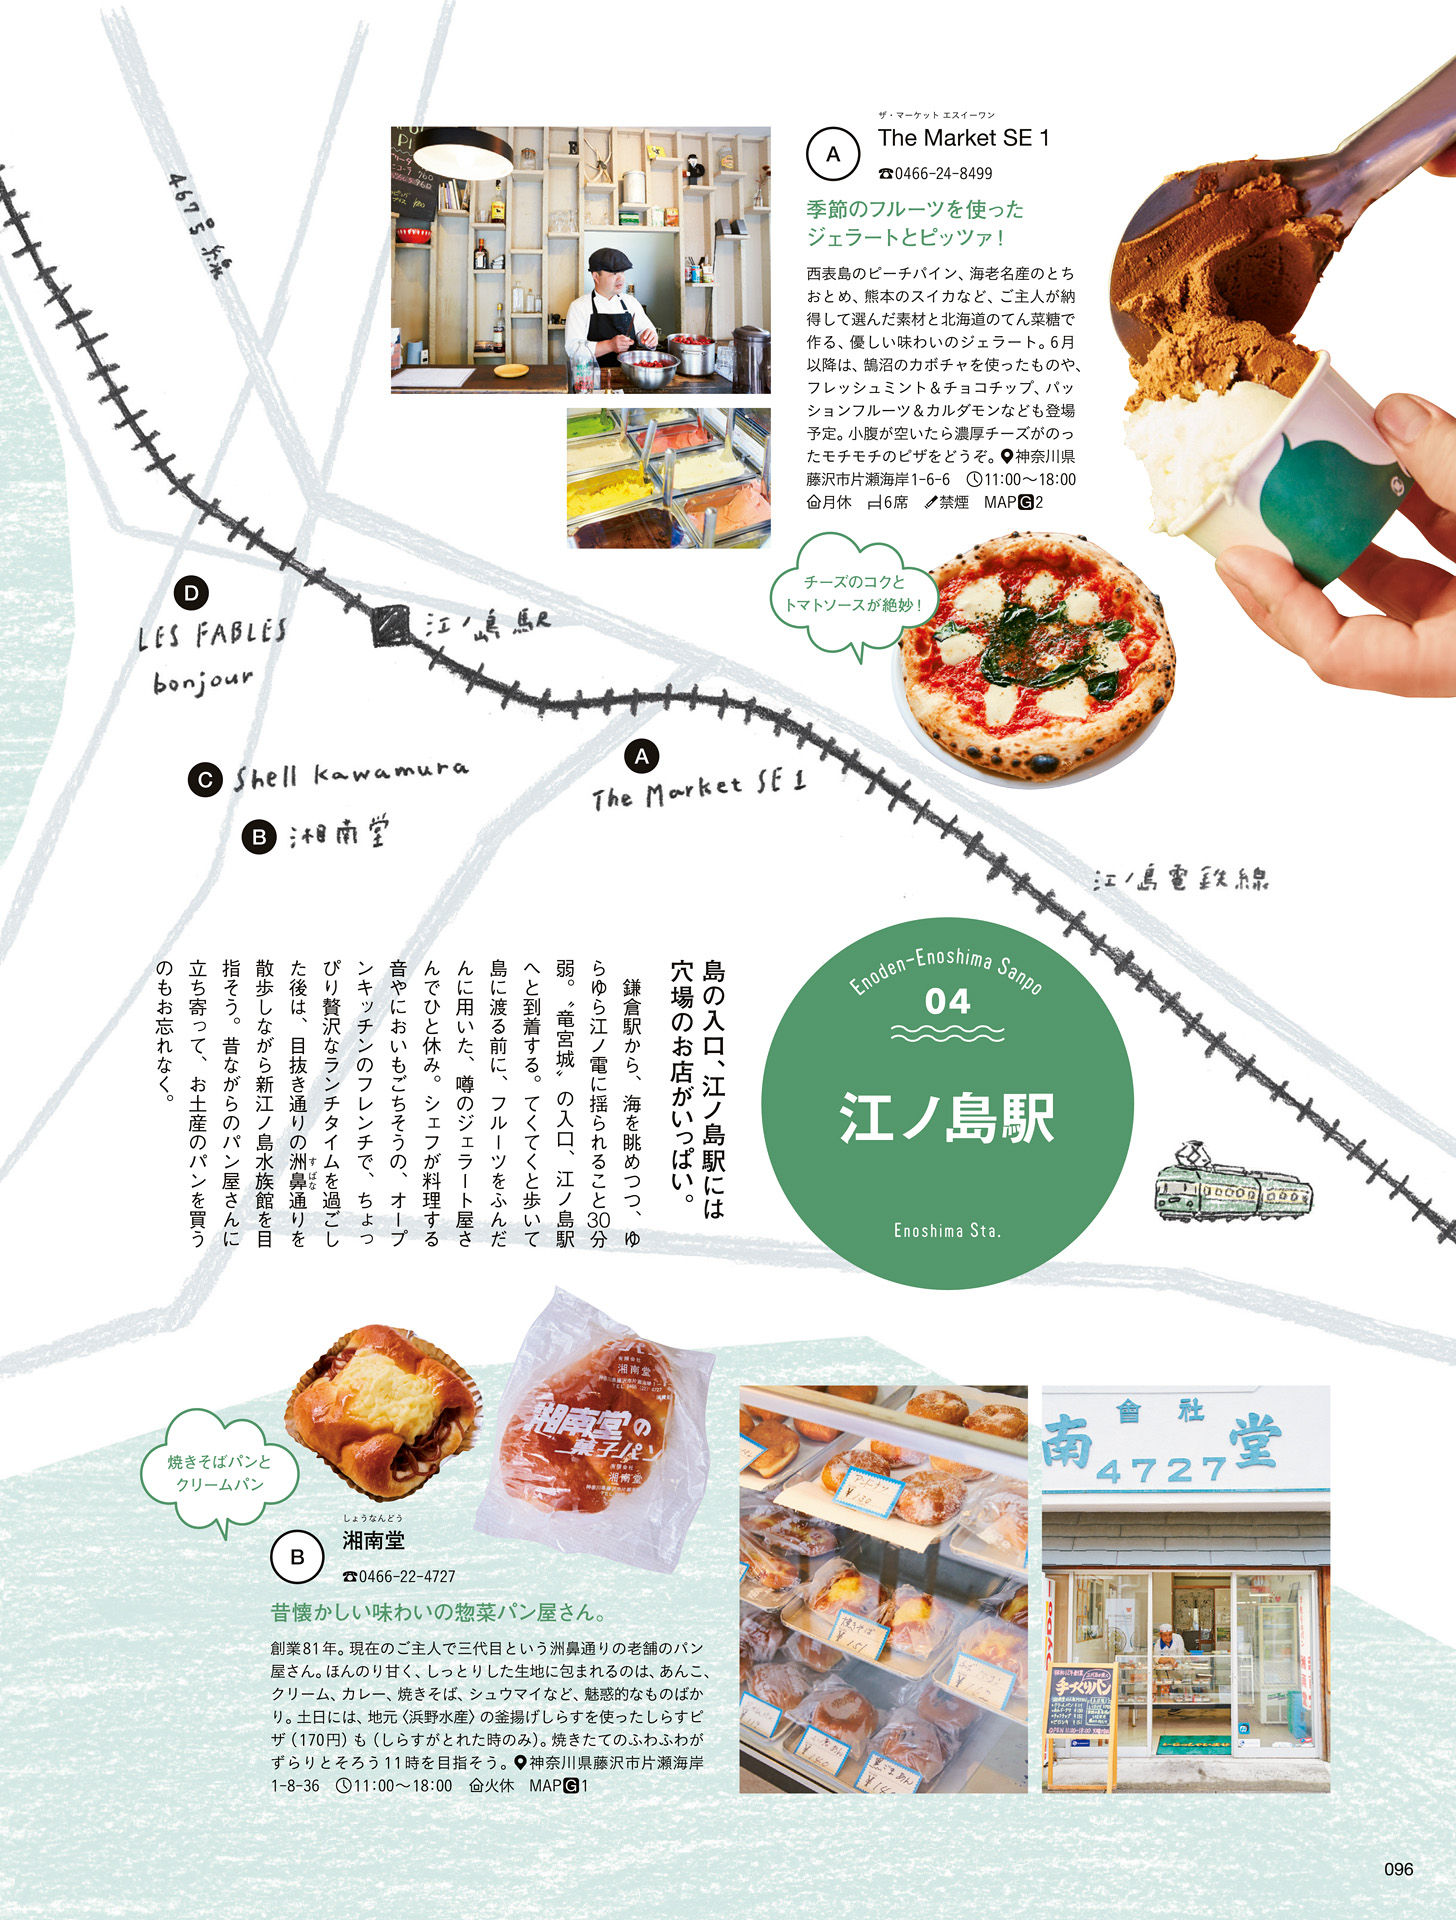 ザ・マーケット エスイーワン
A
The Market SE 1
☎0466-24-8499
季節のフルーツを使った
ジェラートとピッツァ！
西表島のピーチパイン、海老名産のとち
おとめ、熊本のスイカなど、ご主人が納
得して選んだ素材と北海道のてん菜糖で
作る、優しい味わいのジェラート。6月
以降は、鵠沼のカボチャを使ったものや、
フレッシュミント＆チョコチップ、パッ
ションフルーツ＆カルダモンなども登場
予定。小腹が空いたら濃厚チーズがのっ
たモチモチのピザをどうぞ。神奈川県
藤沢市片瀬海岸1-6-6 11:00〜18:00
月休 6席 禁煙 MAP G 2
チーズのコクと
トマトソースが絶妙！
467号線
D
LES FABLES
bonjour
江ノ島駅
C Shell Kawamura
B 湘南堂
A
The Market SE 1
江ノ島電鉄線
Enoden-Enoshima Sanpo
04
江ノ島駅
Enoshima Sta.
島の入口、江ノ島駅には
穴場のお店がいっぱい。
鎌倉駅から、海を眺めつつ、ゆ
らゆら江ノ電に揺られること30分
弱。〝竜宮城〟の入口、江ノ島駅
へと到着する。てくてくと歩いて
島に渡る前に、フルーツをふんだ
んに用いた、噂のジェラート屋さ
んでひと休み。シェフが料理する
音やにおいもごちそうの、オープ
ンキッチンのフレンチで、ちょっ
ぴり贅沢なランチタイムを過ごし
た後は、目抜き通りの洲鼻通りを
すばな
散歩しながら新江ノ島水族館を目
指そう。昔ながらのパン屋さんに
立ち寄って、お土産のパンを買う
のもお忘れなく。
焼きそばパンと
クリームパン
有限会社
湘南堂
湘南堂の
菓子パン
有限会社
湘南堂
會社
南堂
4727
手づくりパン
アンドーナツ
¥130
焼きそば
¥151
しょうなんどう
B
湘南堂
☎0466-22-4727
昔懐かしい味わいの惣菜パン屋さん。
創業81年。現在のご主人で三代目という洲鼻通りの老舗のパン
屋さん。ほんのり甘く、しっとりした生地に包まれるのは、あんこ、
クリーム、カレー、焼きそば、シュウマイなど、魅惑的なものばか
り。土日には、地元〈浜野水産〉の釜揚げしらすを使ったしらすピ
ザ（170円）も（しらすがとれた時のみ）。焼きたてのふわふわが
ずらりとそろう11時を目指そう。神奈川県藤沢市片瀬海岸
1-8-36 11:00〜18:00 火休 MAP G 1
096